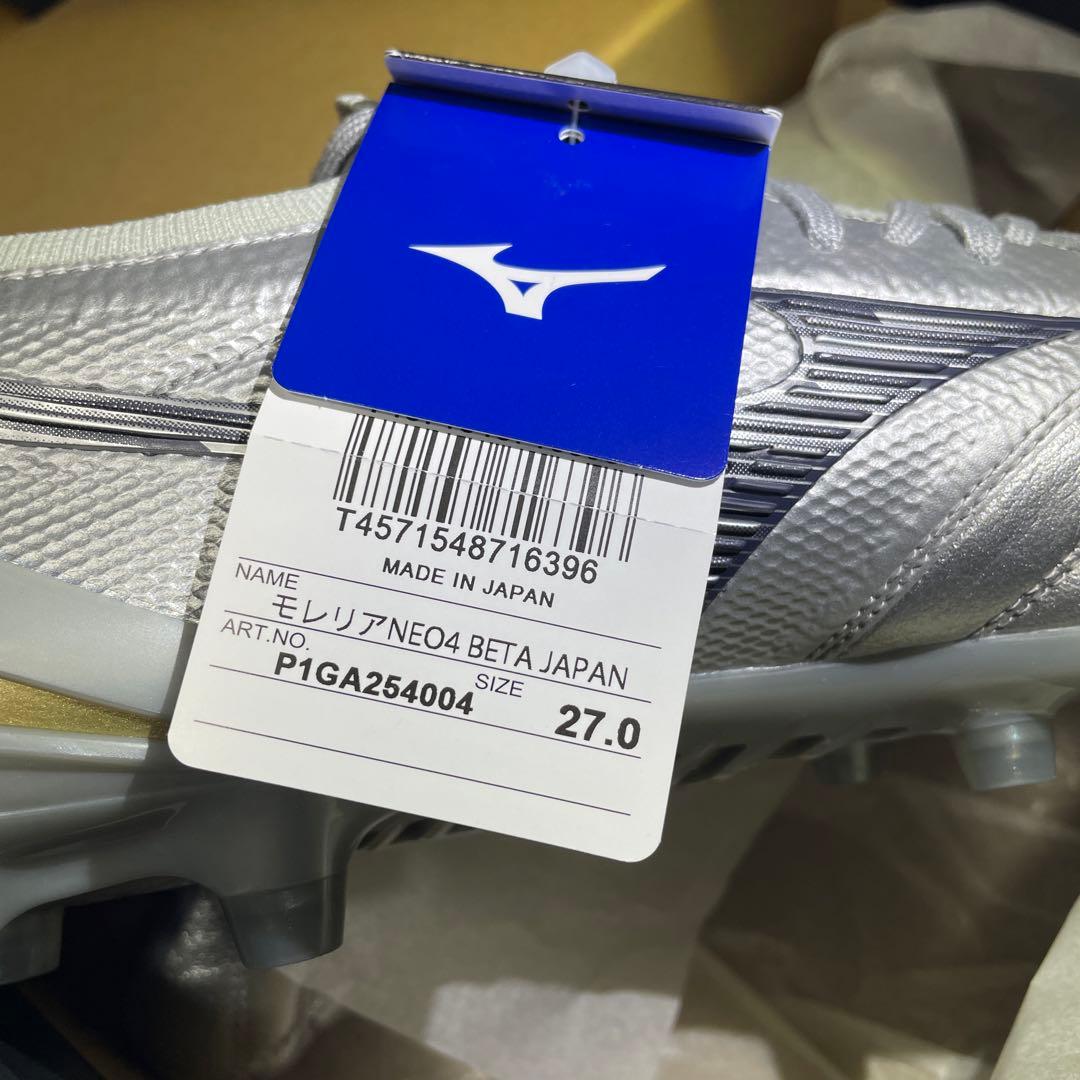 T4571548716396
MADE IN JAPAN
NAME
モレリアNEO4 BETA JAPAN
ART.NO.
P1GA254004
SIZE
27.0